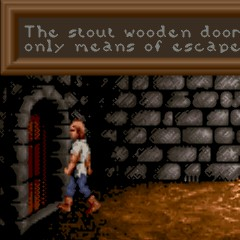 The stout wooden door
only means of escape